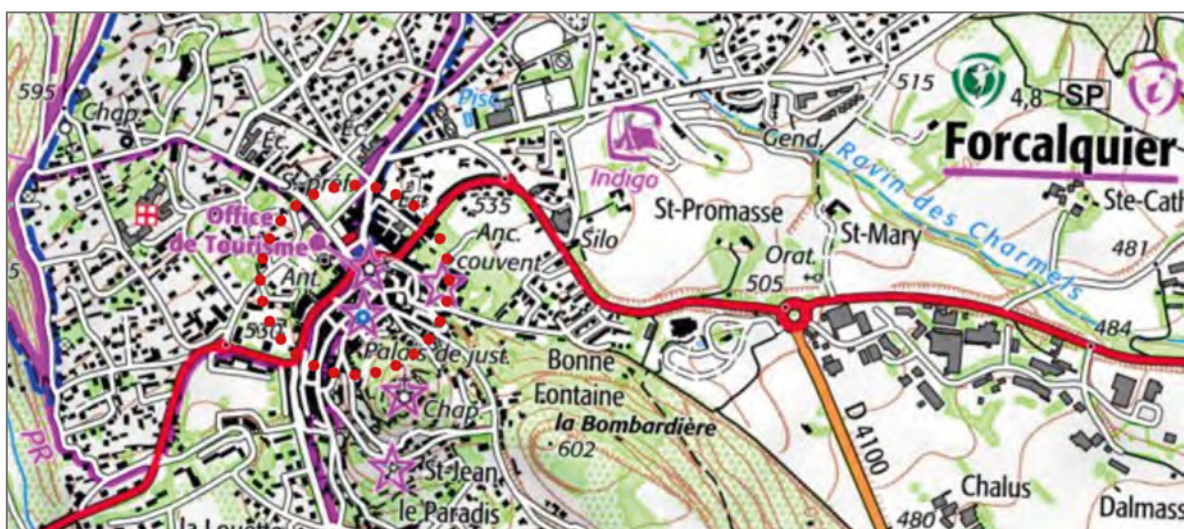 595
Chap.
Pisc.
515
4,8
SP
Forcalquier
Éc.
Éc.
Gend.
Ravin des Charmels
Indigo
S-préf.
Office
de Tourisme
535
Anc.
couvent
Silo
St-Promasse
St-Mary
Ste-Cath
481
Orat.
505
5
Ant.
530
484
Palais de just.
Bonne
Fontaine
la Bombardière
602
Chap.
D 4100
PR
St-Jean
le Paradis
Chalus
480
Dalmass